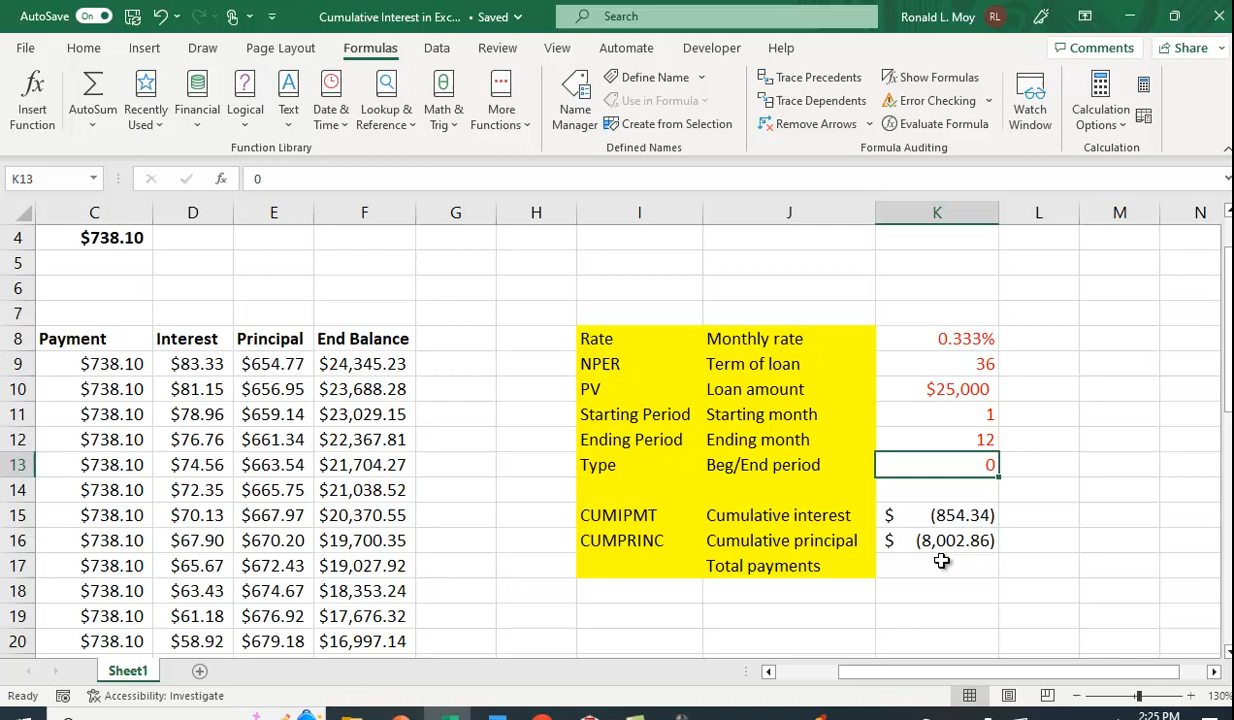 AutoSave On Cumulative Interest in Exc... • Saved Search Ronald L. Moy RL
File Home Insert Draw Page Layout Formulas Data Review View Automate Developer Help Comments Share
Insert Function AutoSum Recently Used Financial Logical Text Date & Time Lookup & Reference Math & Trig More Functions Name Manager Define Name Use in Formula Create from Selection Trace Precedents Trace Dependents Remove Arrows Show Formulas Error Checking Evaluate Formula Watch Window Calculation Options
Function Library Defined Names Formula Auditing Calculation
K13 fx 0
C D E F G H I J K L M N
4 $738.10
5
6
7
8 Payment Interest Principal End Balance Rate Monthly rate 0.333%
9 $738.10 $83.33 $654.77 $24,345.23 NPER Term of loan 36
10 $738.10 $81.15 $656.95 $23,688.28 PV Loan amount $25,000
11 $738.10 $78.96 $659.14 $23,029.15 Starting Period Starting month 1
12 $738.10 $76.76 $661.34 $22,367.81 Ending Period Ending month 12
13 $738.10 $74.56 $663.54 $21,704.27 Type Beg/End period 0
14 $738.10 $72.35 $665.75 $21,038.52
15 $738.10 $70.13 $667.97 $20,370.55 CUMIPMT Cumulative interest $ (854.34)
16 $738.10 $67.90 $670.20 $19,700.35 CUMPRINC Cumulative principal $ (8,002.86)
17 $738.10 $65.67 $672.43 $19,027.92 Total payments
18 $738.10 $63.43 $674.67 $18,353.24
19 $738.10 $61.18 $676.92 $17,676.32
20 $738.10 $58.92 $679.18 $16,997.14
Sheet1
Ready Accessibility: Investigate 130%
2:25 PM